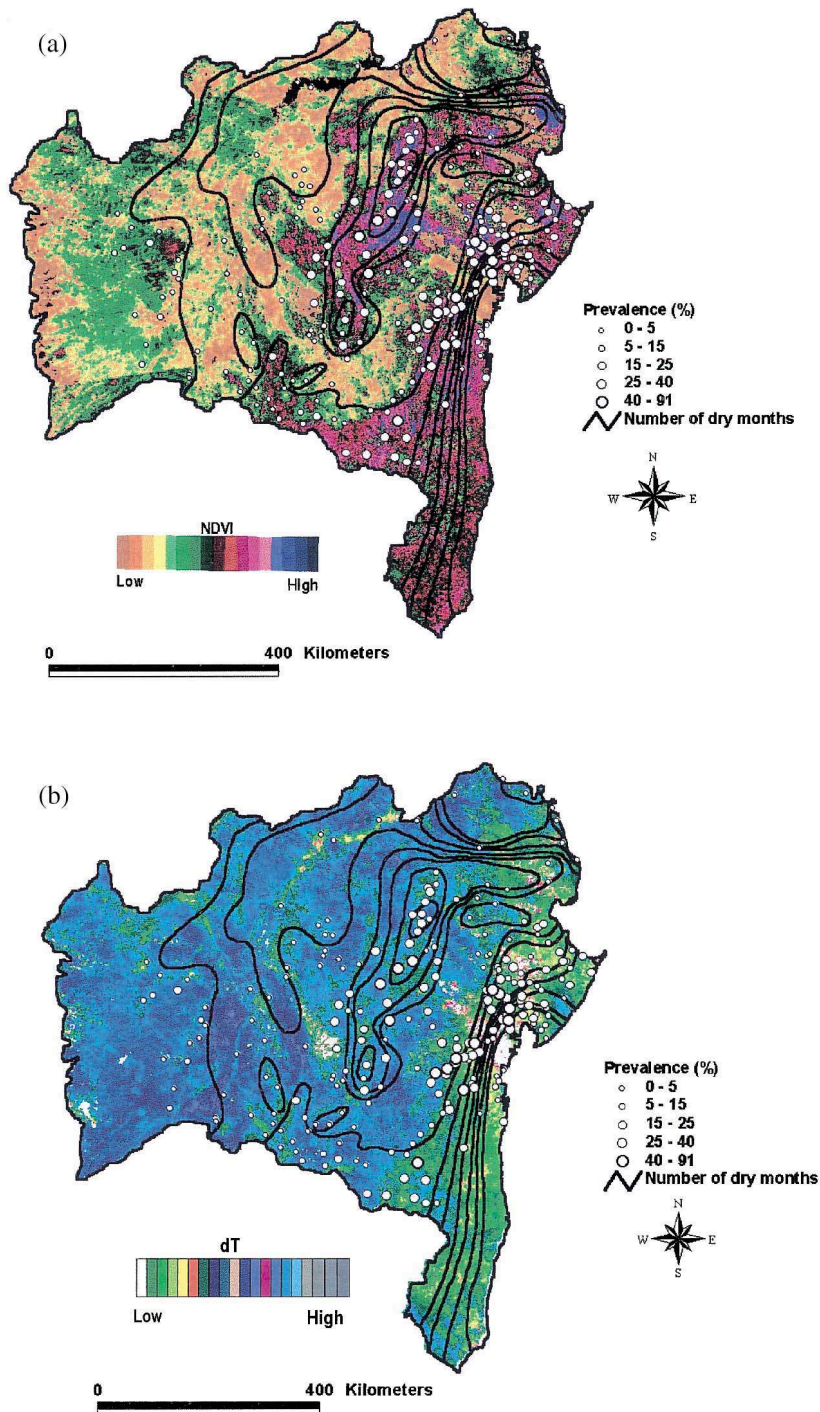 (a)
Prevalence (%)
0 - 5
5 - 15
15 - 25
25 - 40
40 - 91
Number of dry months
N
W E
S
NDVI
Low High
0 400 Kilometers
(b)
Prevalence (%)
0 - 5
5 - 15
15 - 25
25 - 40
40 - 91
Number of dry months
N
W E
S
dT
Low High
0 400 Kilometers